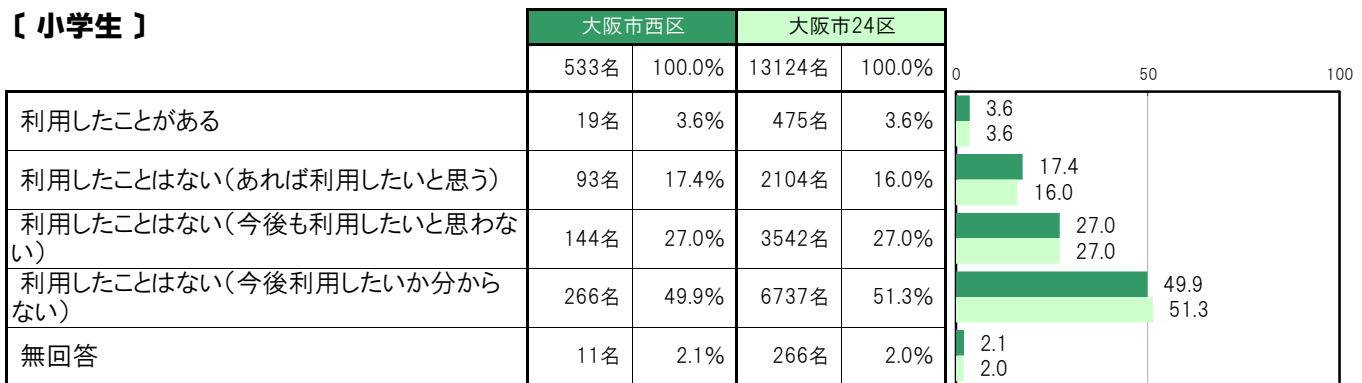 〔 小学生 〕
大阪市西区 大阪市24区
533名 100.0% 13124名 100.0%
0 50 100
利用したことがある 19名 3.6% 475名 3.6%
3.6
3.6
利用したことはない(あれば利用したいと思う) 93名 17.4% 2104名 16.0%
17.4
16.0
利用したことはない(今後も利用したいと思わな
い) 144名 27.0% 3542名 27.0%
27.0
27.0
利用したことはない(今後利用したいか分から
ない) 266名 49.9% 6737名 51.3%
49.9
51.3
無回答 11名 2.1% 266名 2.0%
2.1
2.0